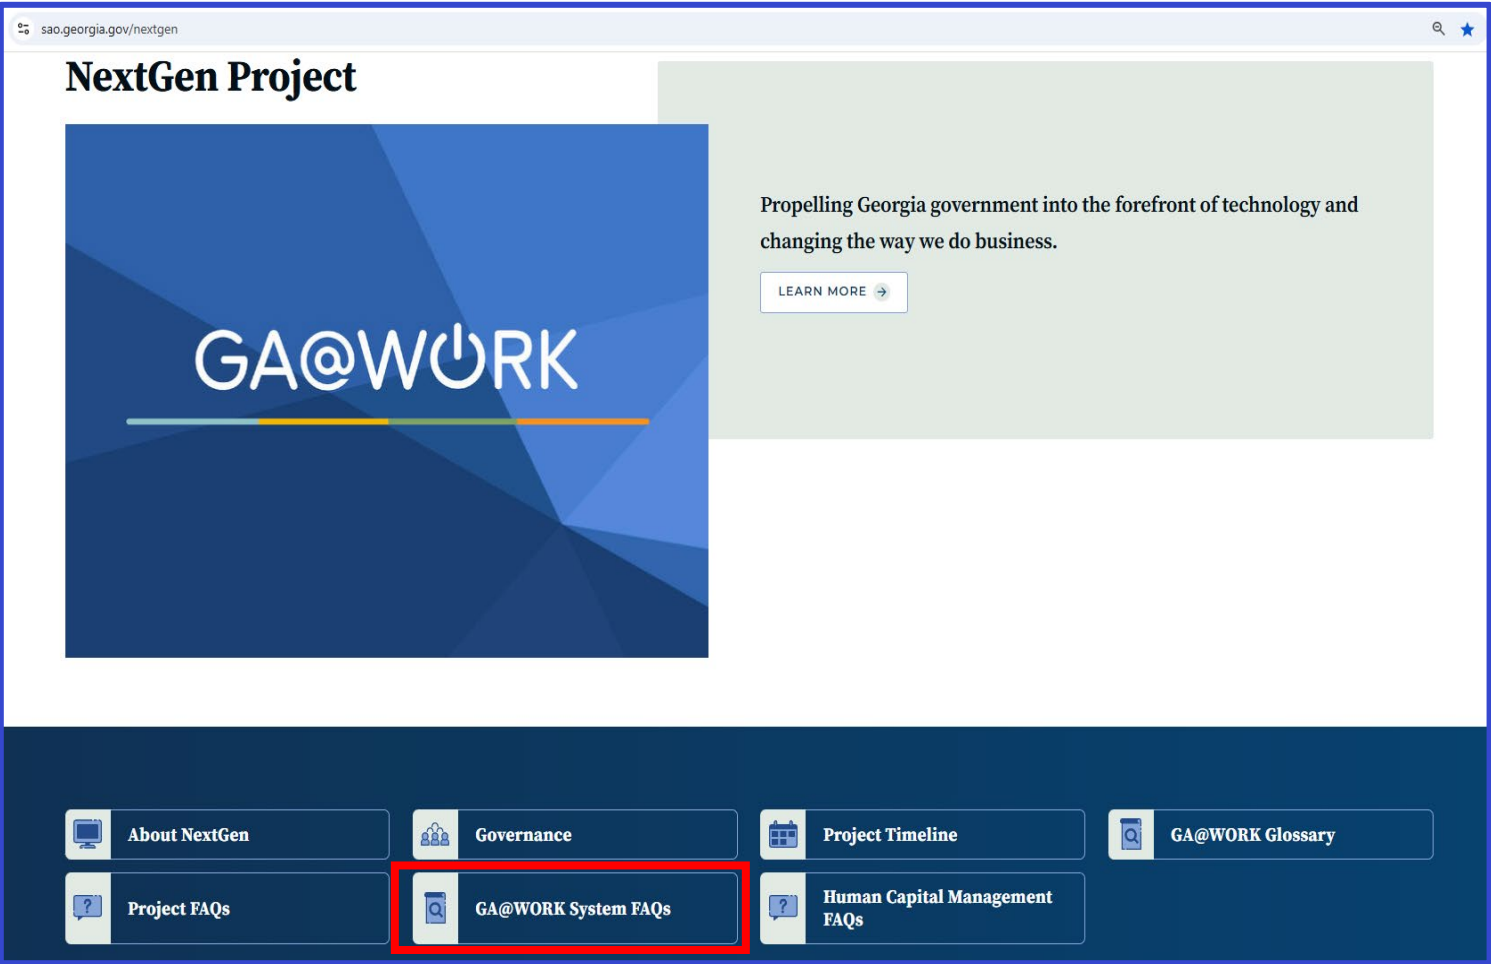 sao.georgia.gov/nextgen
NextGen Project
GA@WORK
Propelling Georgia government into the forefront of technology and
changing the way we do business.
LEARN MORE
About NextGen
Governance
Project Timeline
GA@WORK Glossary
Project FAQs
GA@WORK System FAQs
Human Capital Management
FAQs